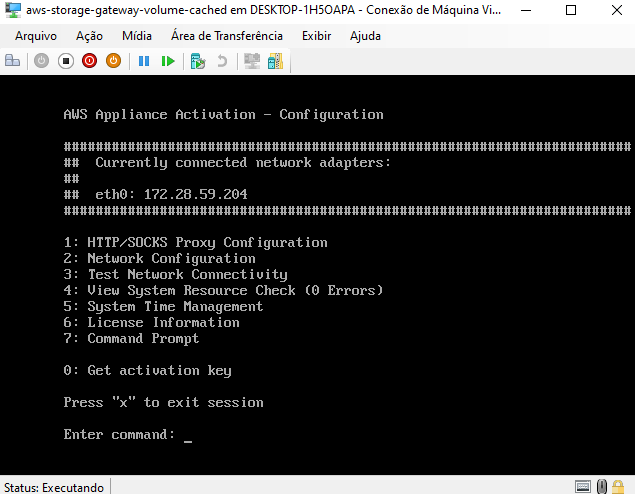 aws-storage-gateway-volume-cached em DESKTOP-1H5OAPA - Conexão de Máquina Vi...
Arquivo Ação Mídia Área de Transferência Exibir Ajuda
AWS Appliance Activation - Configuration
#######################################################################
## Currently connected network adapters:
##
## eth0: 172.28.59.204
#######################################################################
1: HTTP/SOCKS Proxy Configuration
2: Network Configuration
3: Test Network Connectivity
4: View System Resource Check (0 Errors)
5: System Time Management
6: License Information
7: Command Prompt
0: Get activation key
Press "x" to exit session
Enter command: _
Status: Executando